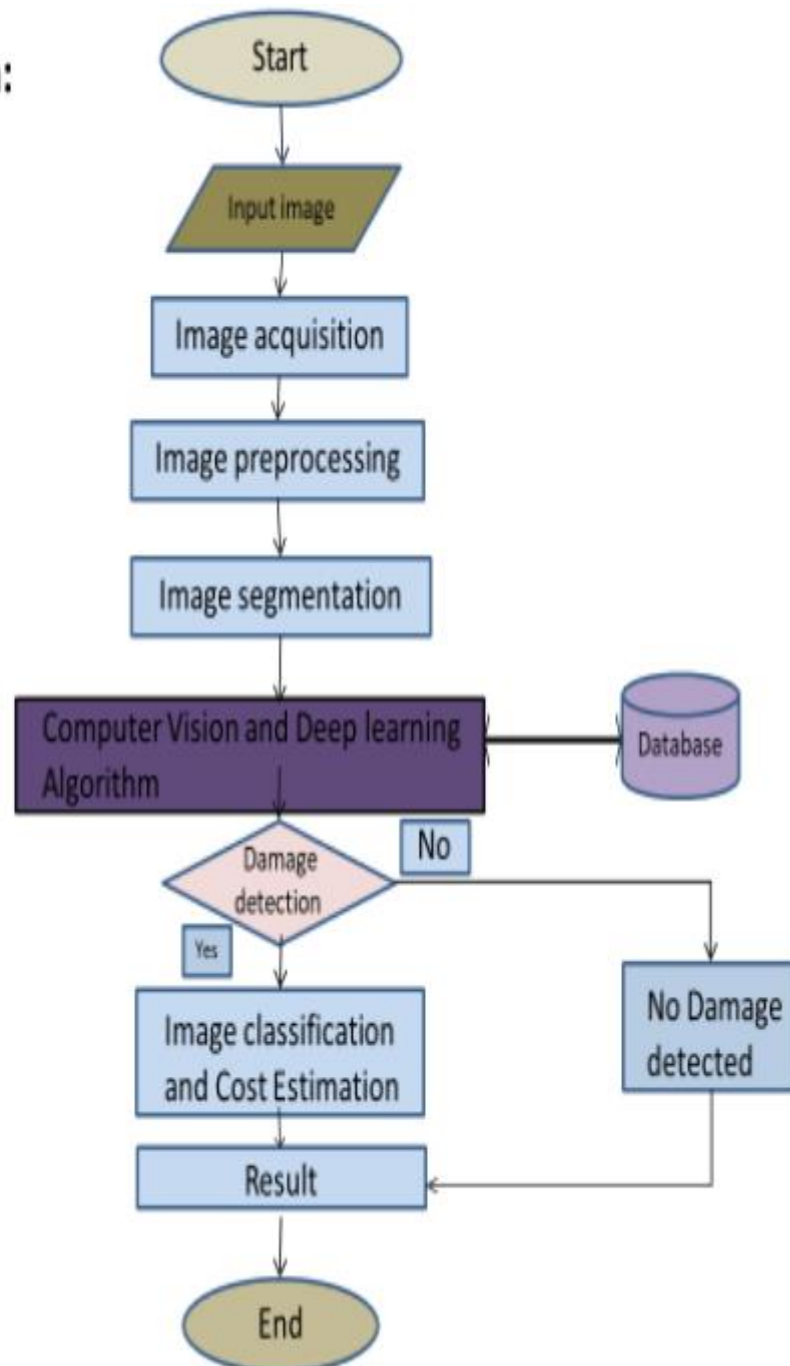 Start
Input image
Image acquisition
Image preprocessing
Image segmentation
Computer Vision and Deep learning
Algorithm
Database
Damage
detection
No
Yes
Image classification
and Cost Estimation
No Damage
detected
Result
End